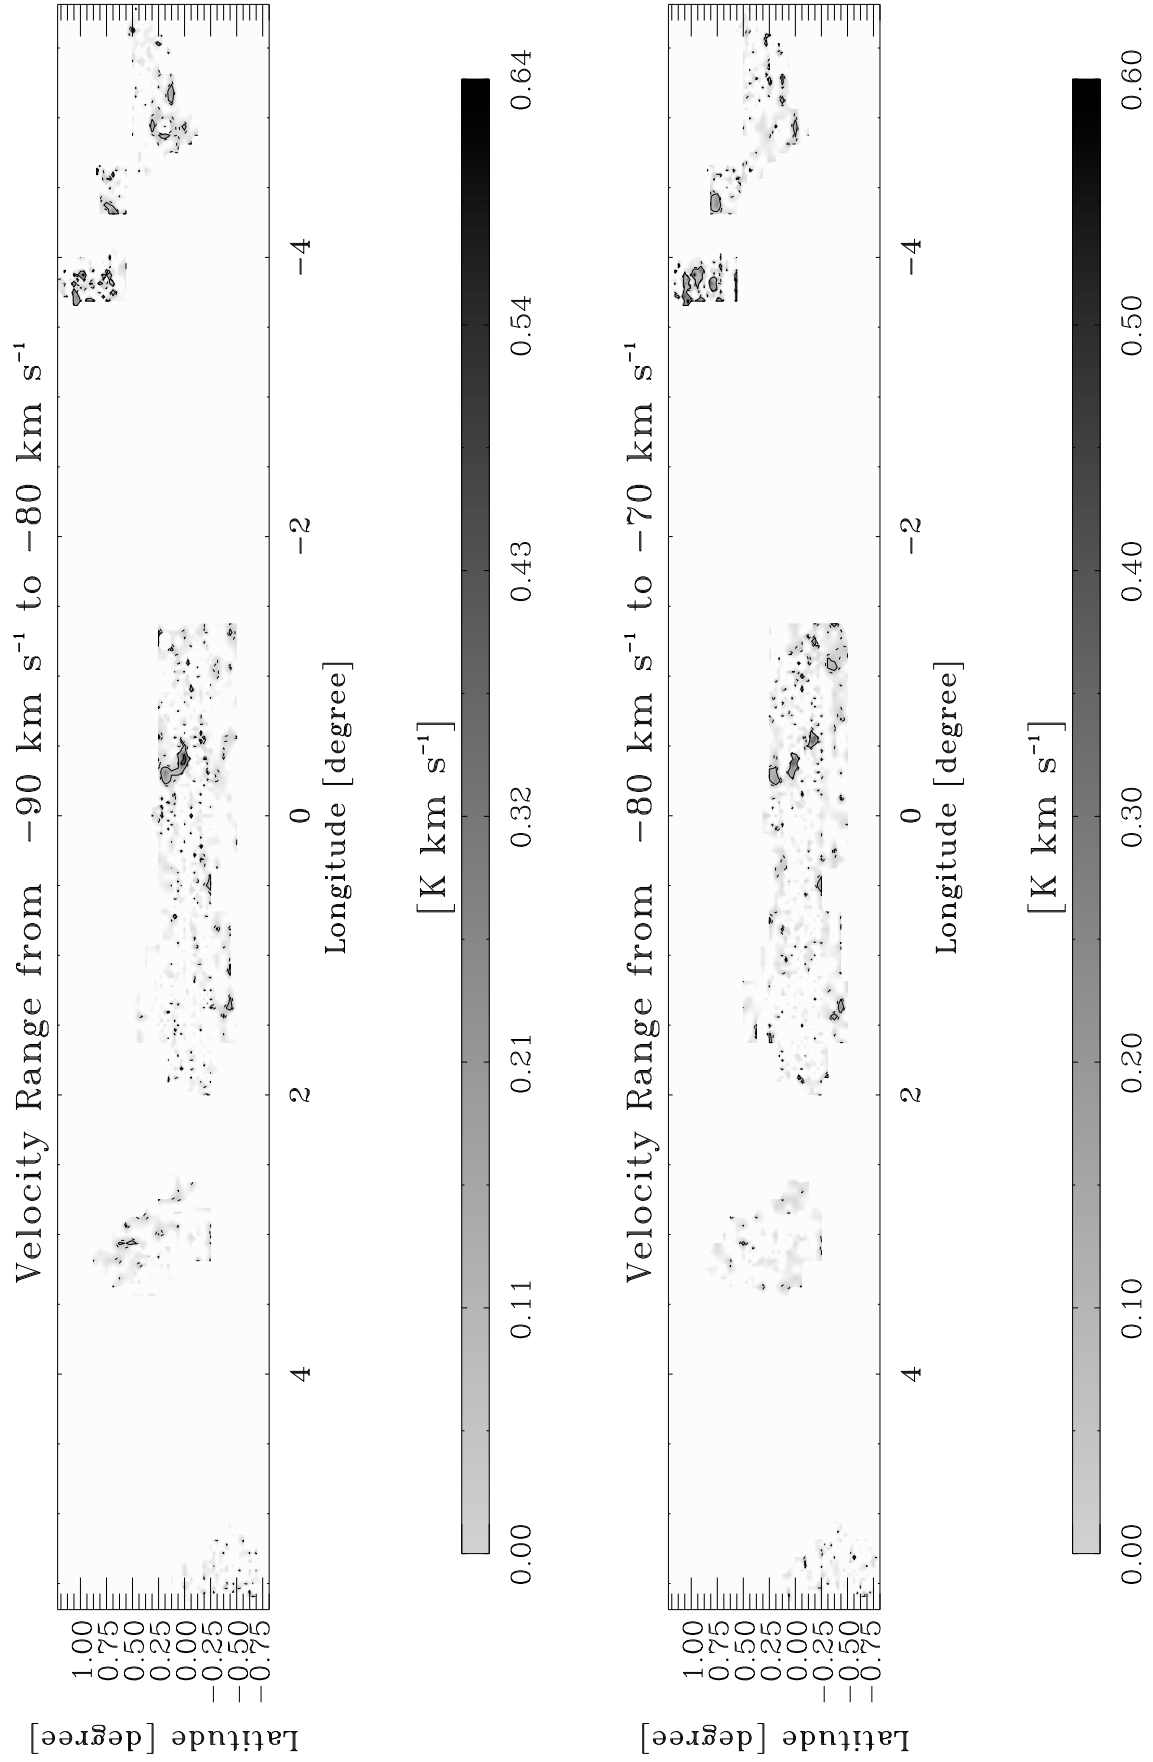 Velocity Range from −90 km s⁻¹ to −80 km s⁻¹
Latitude [degree]
1.00
0.75
0.50
0.25
0.00
−0.25
−0.50
−0.75
4 2 0 −2 −4
Longitude [degree]
[K km s⁻¹]
0.00 0.11 0.21 0.32 0.43 0.54 0.64
Velocity Range from −80 km s⁻¹ to −70 km s⁻¹
Latitude [degree]
1.00
0.75
0.50
0.25
0.00
−0.25
−0.50
−0.75
4 2 0 −2 −4
Longitude [degree]
[K km s⁻¹]
0.00 0.10 0.20 0.30 0.40 0.50 0.60